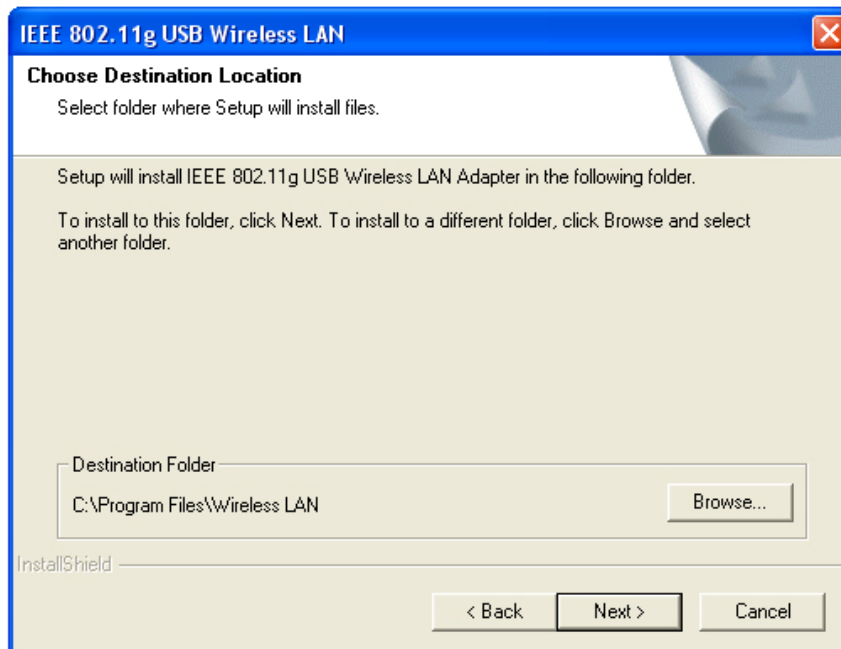 IEEE 802.11g USB Wireless LAN
Choose Destination Location
Select folder where Setup will install files.
Setup will install IEEE 802.11g USB Wireless LAN Adapter in the following folder.
To install to this folder, click Next. To install to a different folder, click Browse and select
another folder.
Destination Folder
C:\Program Files\Wireless LAN
Browse...
InstallShield
< Back
Next >
Cancel